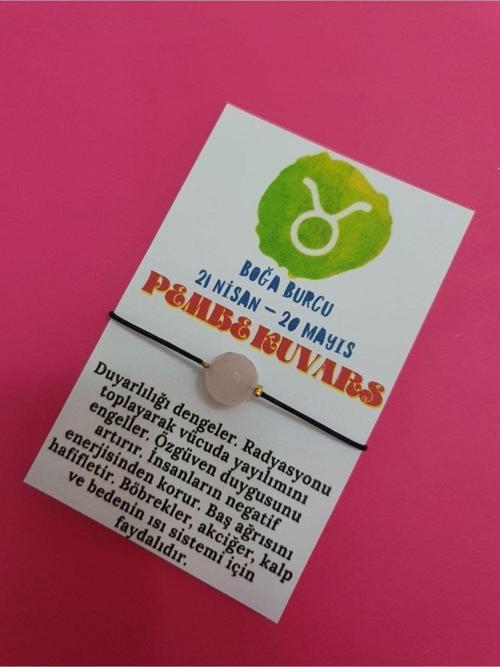 BOĞA BURCU
21 NİSAN – 20 MAYIS
PEMBE KUVARS
Duyarlılığı dengeler. Radyasyonu
toplayarak vücuda yayılımını
engeller. Özgüven duygusunu
artırır. İnsanların negatif
enerjisinden korur. Baş ağrısını
hafifletir. Böbrekler, akciğer, kalp
ve bedenin ısı sistemi için
faydalıdır.